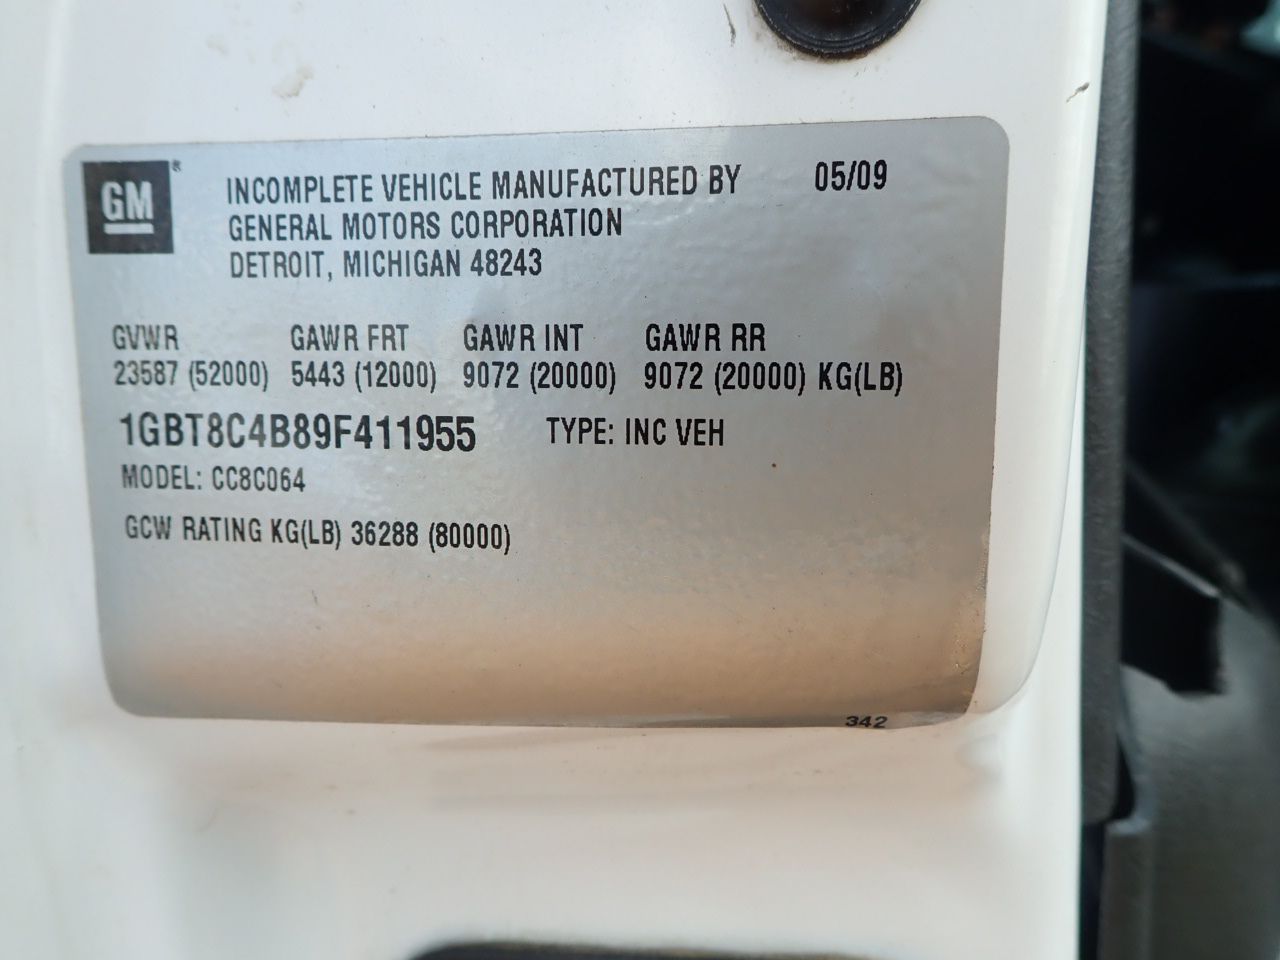 GM®
INCOMPLETE VEHICLE MANUFACTURED BY 05/09
GENERAL MOTORS CORPORATION
DETROIT, MICHIGAN 48243
GVWR GAWR FRT GAWR INT GAWR RR
23587 (52000) 5443 (12000) 9072 (20000) 9072 (20000) KG(LB)
1GBT8C4B89F411955 TYPE: INC VEH
MODEL: CC8C064
GCW RATING KG(LB) 36288 (80000)
342